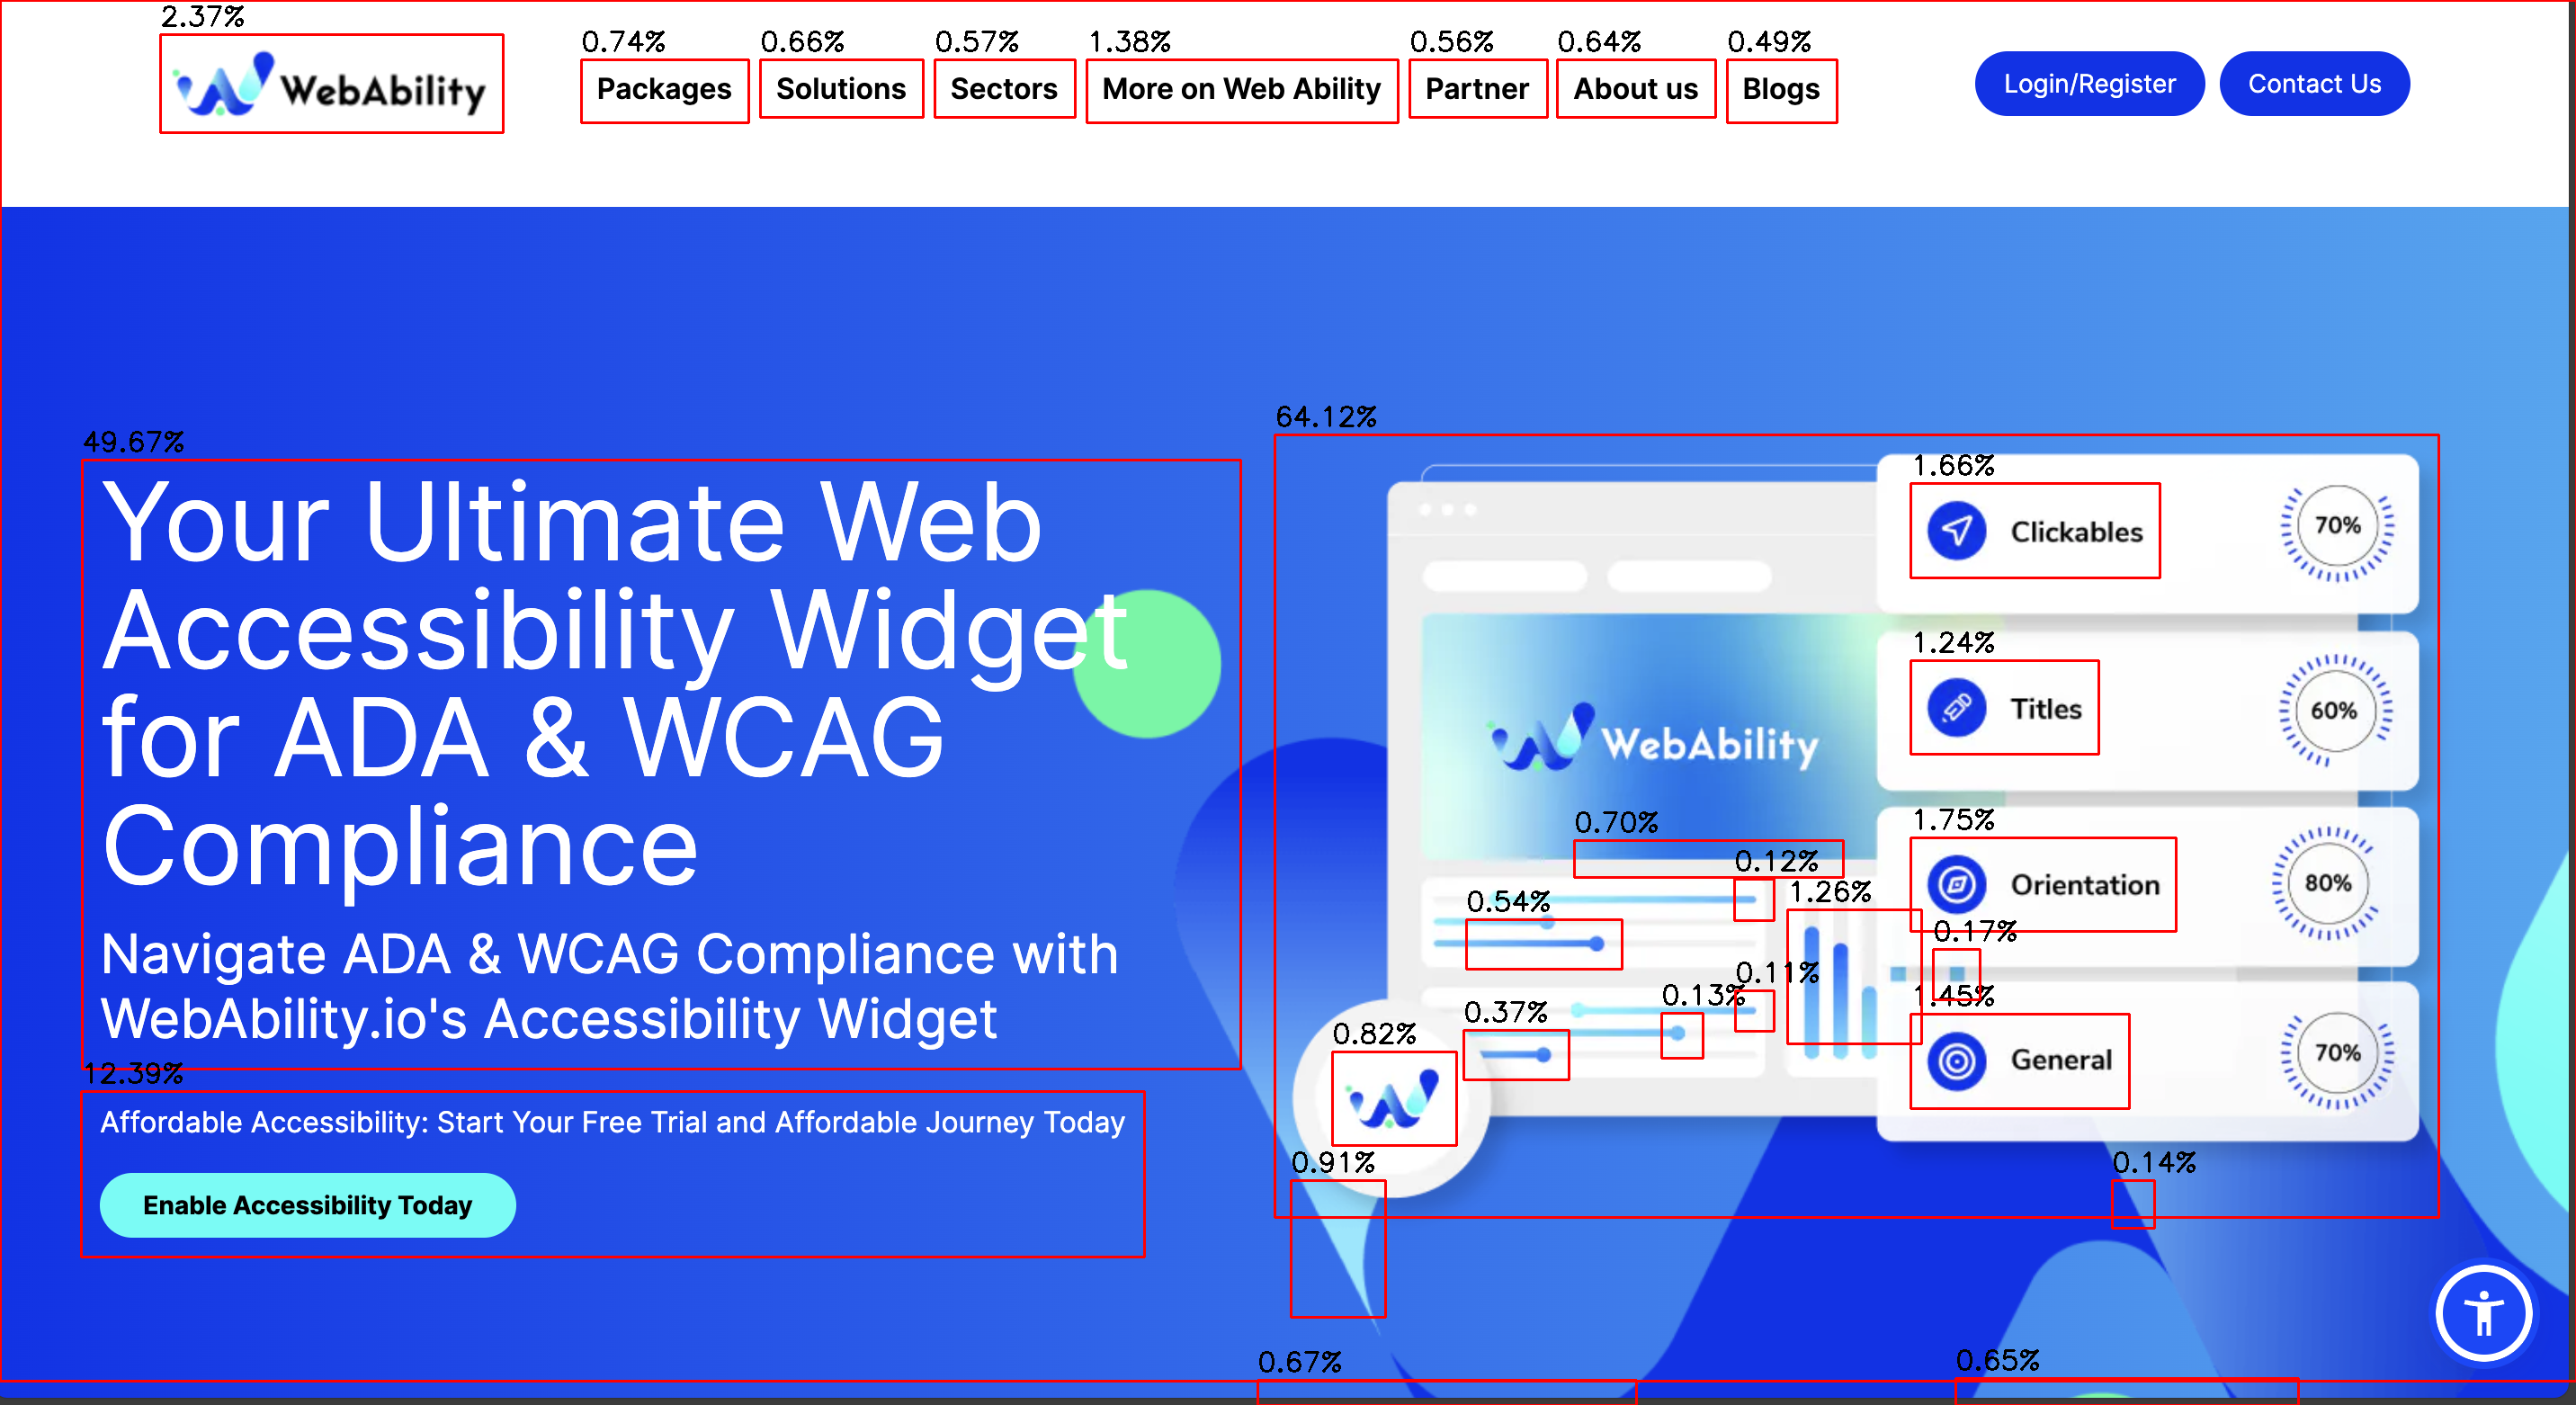 2.37%
WebAbility
0.74%
Packages
0.66%
Solutions
0.57%
Sectors
1.38%
More on Web Ability
0.56%
Partner
0.64%
About us
0.49%
Blogs
Login/Register
Contact Us
49.67%
Your Ultimate Web
Accessibility Widget
for ADA & WCAG
Compliance
Navigate ADA & WCAG Compliance with
WebAbility.io's Accessibility Widget
12.39%
Affordable Accessibility: Start Your Free Trial and Affordable Journey Today
Enable Accessibility Today
64.12%
1.66%
Clickables
70%
1.24%
Titles
60%
WebAbility
0.70%
0.12%
1.75%
Orientation
80%
0.54%
1.26%
0.17%
0.11%
0.13%
0.37%
1.45%
General
70%
0.82%
0.91%
0.14%
0.67%
0.65%